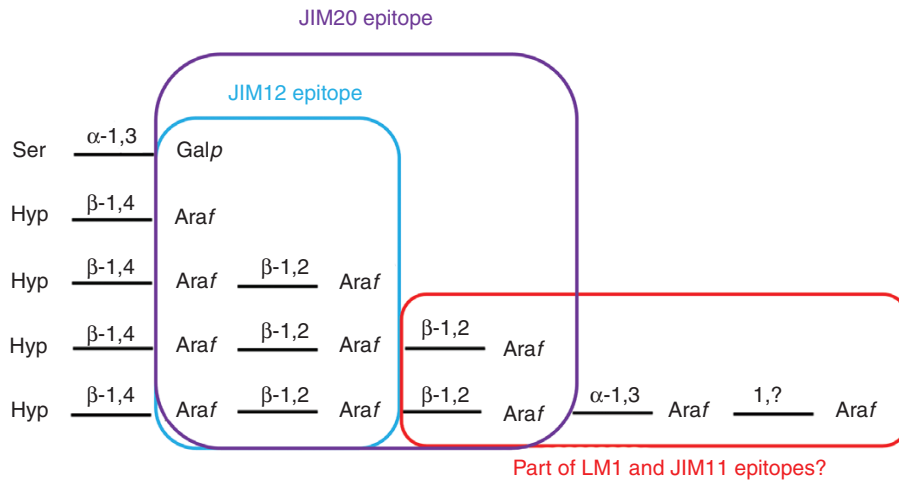 JIM20 epitope
JIM12 epitope
Ser α-1,3 Galp
Hyp β-1,4 Araf
Hyp β-1,4 Araf β-1,2 Araf
Hyp β-1,4 Araf β-1,2 Araf β-1,2 Araf
Hyp β-1,4 Araf β-1,2 Araf β-1,2 Araf α-1,3 Araf 1,? Araf
Part of LM1 and JIM11 epitopes?